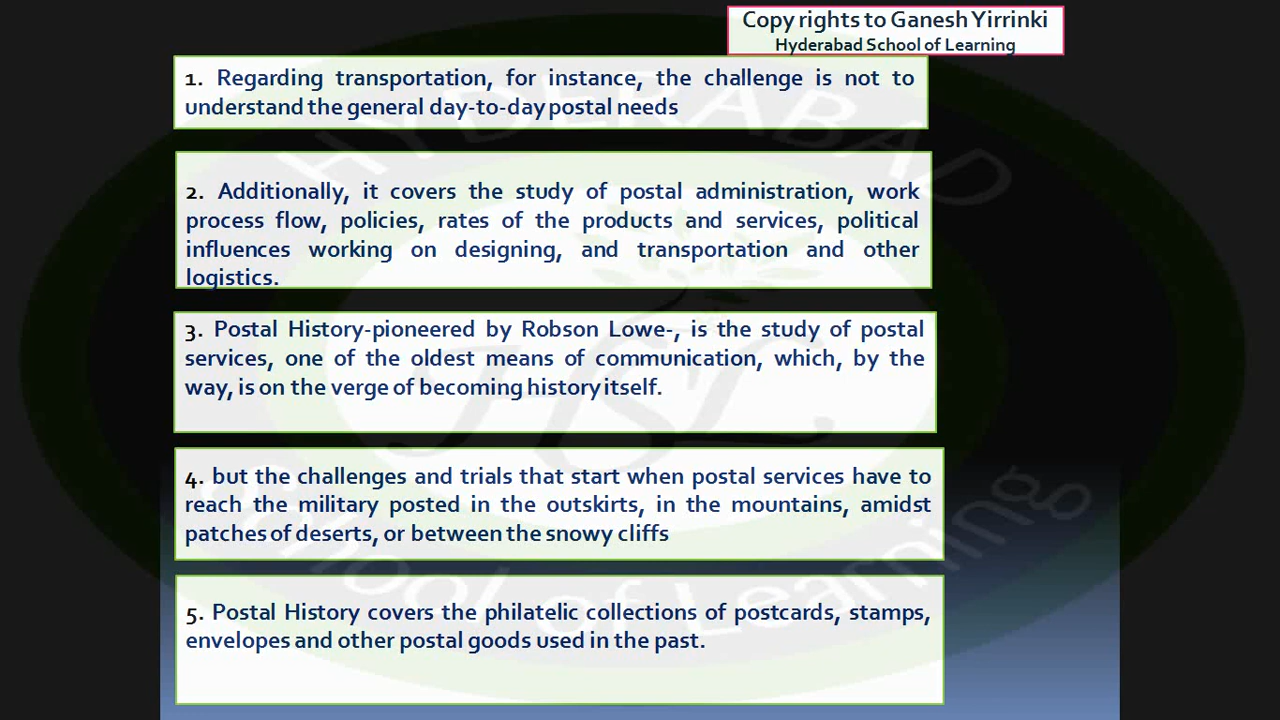 Copy rights to Ganesh Yirrinki
Hyderabad School of Learning
1. Regarding transportation, for instance, the challenge is not to
understand the general day-to-day postal needs
2. Additionally, it covers the study of postal administration, work
process flow, policies, rates of the products and services, political
influences working on designing, and transportation and other
logistics.
3. Postal History-pioneered by Robson Lowe-, is the study of postal
services, one of the oldest means of communication, which, by the
way, is on the verge of becoming history itself.
4. but the challenges and trials that start when postal services have to
reach the military posted in the outskirts, in the mountains, amidst
patches of deserts, or between the snowy cliffs
5. Postal History covers the philatelic collections of postcards, stamps,
envelopes and other postal goods used in the past.
HYDERABAD
HSL
School of Learning